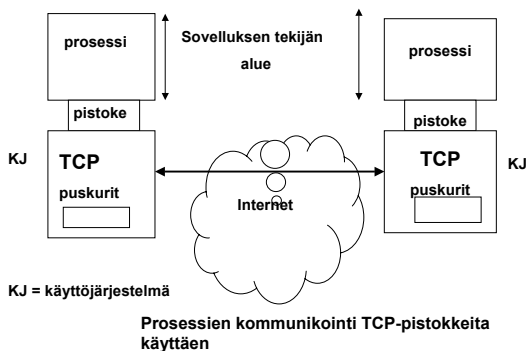 prosessi
Sovelluksen tekijän
alue
prosessi
pistoke
pistoke
KJ
TCP
TCP
KJ
puskurit
puskurit
Internet
KJ = käyttöjärjestelmä
Prosessien kommunikointi TCP-pistokkeita
käyttäen